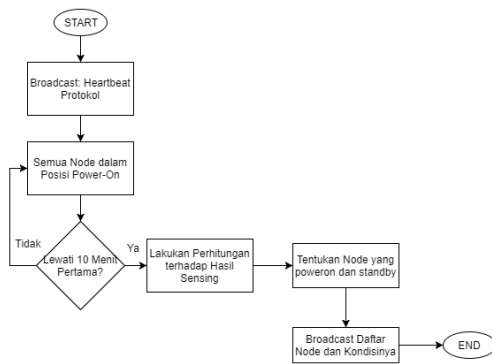 START
Broadcast: Heartbeat
Protokol
Semua Node dalam
Posisi Power-On
Tidak
Lewati 10 Menit
Pertama?
Ya
Lakukan Perhitungan
terhadap Hasil
Sensing
Tentukan Node yang
poweron dan standby
Broadcast Daftar
Node dan Kondisinya
END